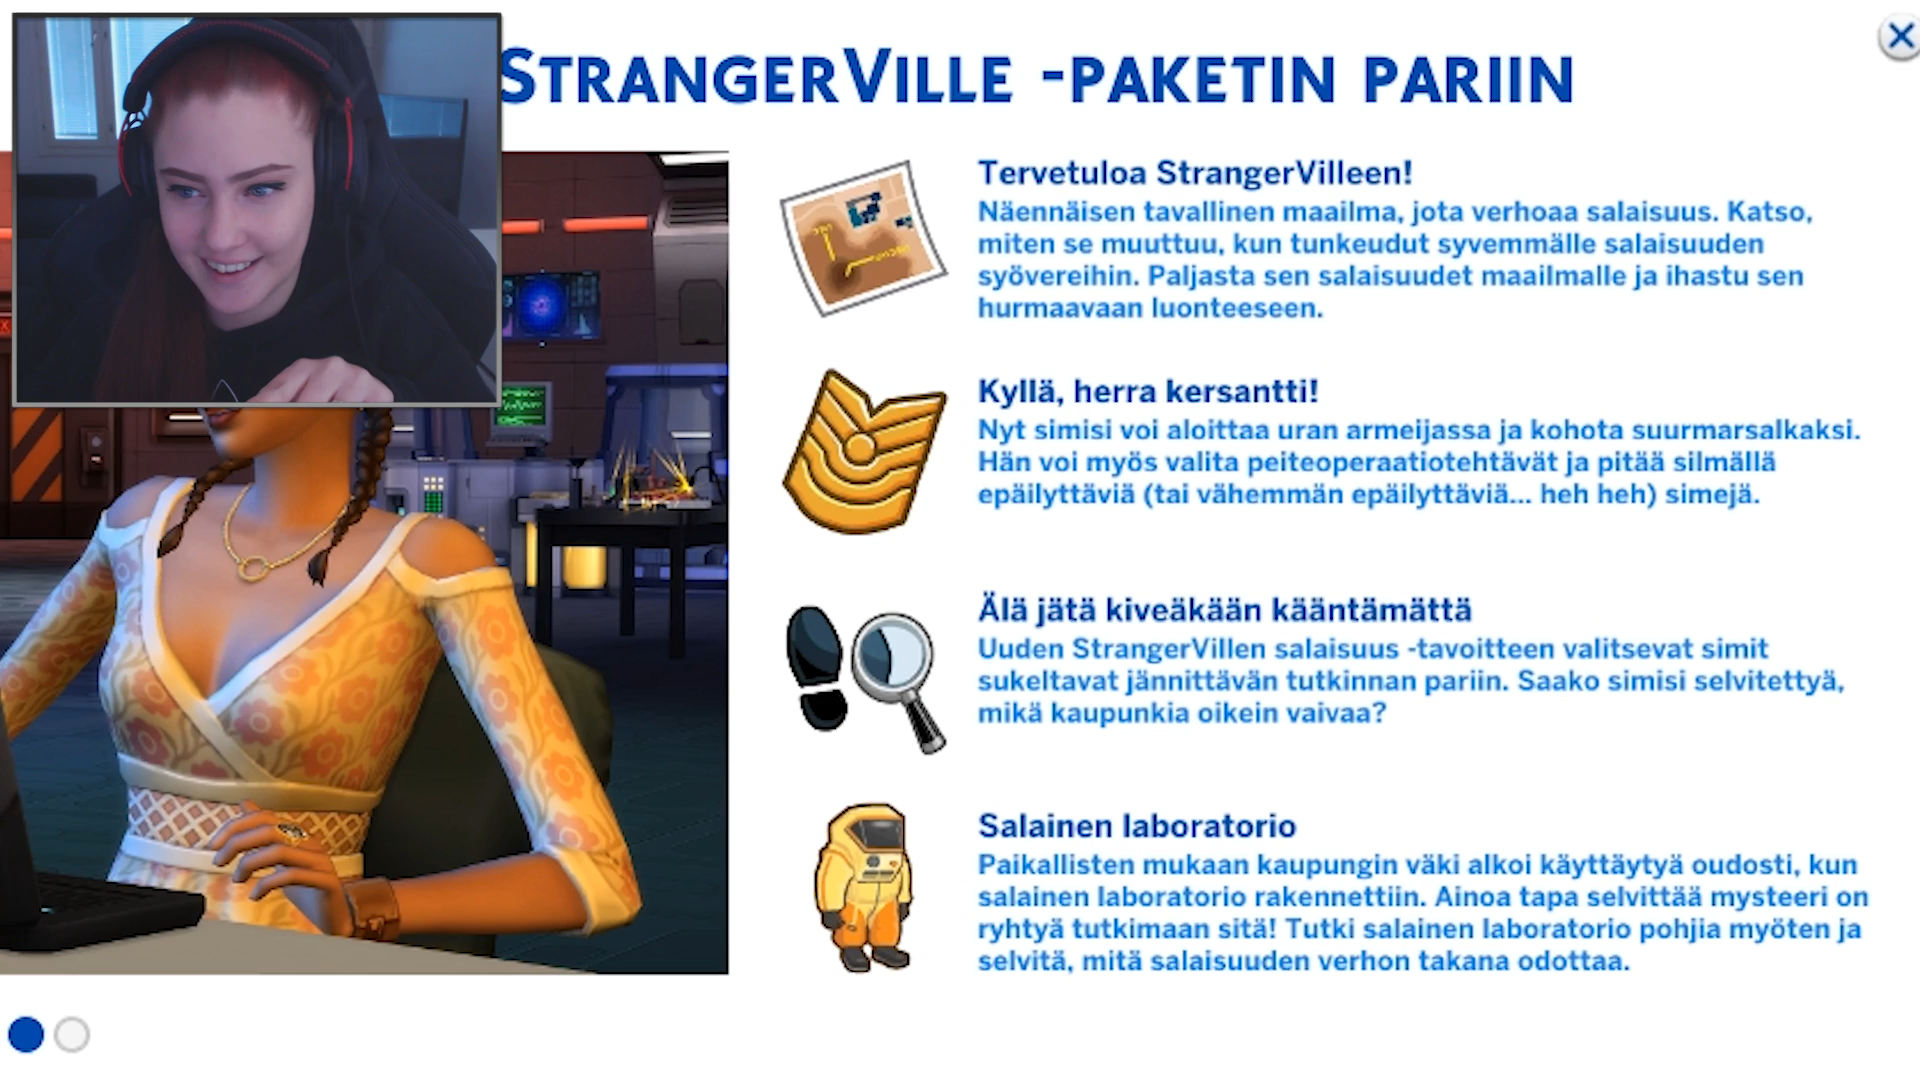 StrangerVille -paketin pariin
Tervetuloa StrangerVilleen!
Näennäisen tavallinen maailma, jota verhoaa salaisuus. Katso,
miten se muuttuu, kun tunkeudut syvemmälle salaisuuden
syövereihin. Paljasta sen salaisuudet maailmalle ja ihastu sen
hurmaavaan luonteeseen.
Kyllä, herra kersantti!
Nyt simisi voi aloittaa uran armeijassa ja kohota suurmarsalkaksi.
Hän voi myös valita peiteoperaatiotehtävät ja pitää silmällä
epäilyttäviä (tai vähemmän epäilyttäviä... heh heh) simejä.
Älä jätä kiveäkään kääntämättä
Uuden StrangerVillen salaisuus -tavoitteen valitsevat simit
sukeltavat jännittävän tutkinnan pariin. Saako simisi selvitettyä,
mikä kaupunkia oikein vaivaa?
Salainen laboratorio
Paikallisten mukaan kaupungin väki alkoi käyttäytyä oudosti, kun
salainen laboratorio rakennettiin. Ainoa tapa selvittää mysteeri on
ryhtyä tutkimaan sitä! Tutki salainen laboratorio pohjia myöten ja
selvitä, mitä salaisuuden verhon takana odottaa.